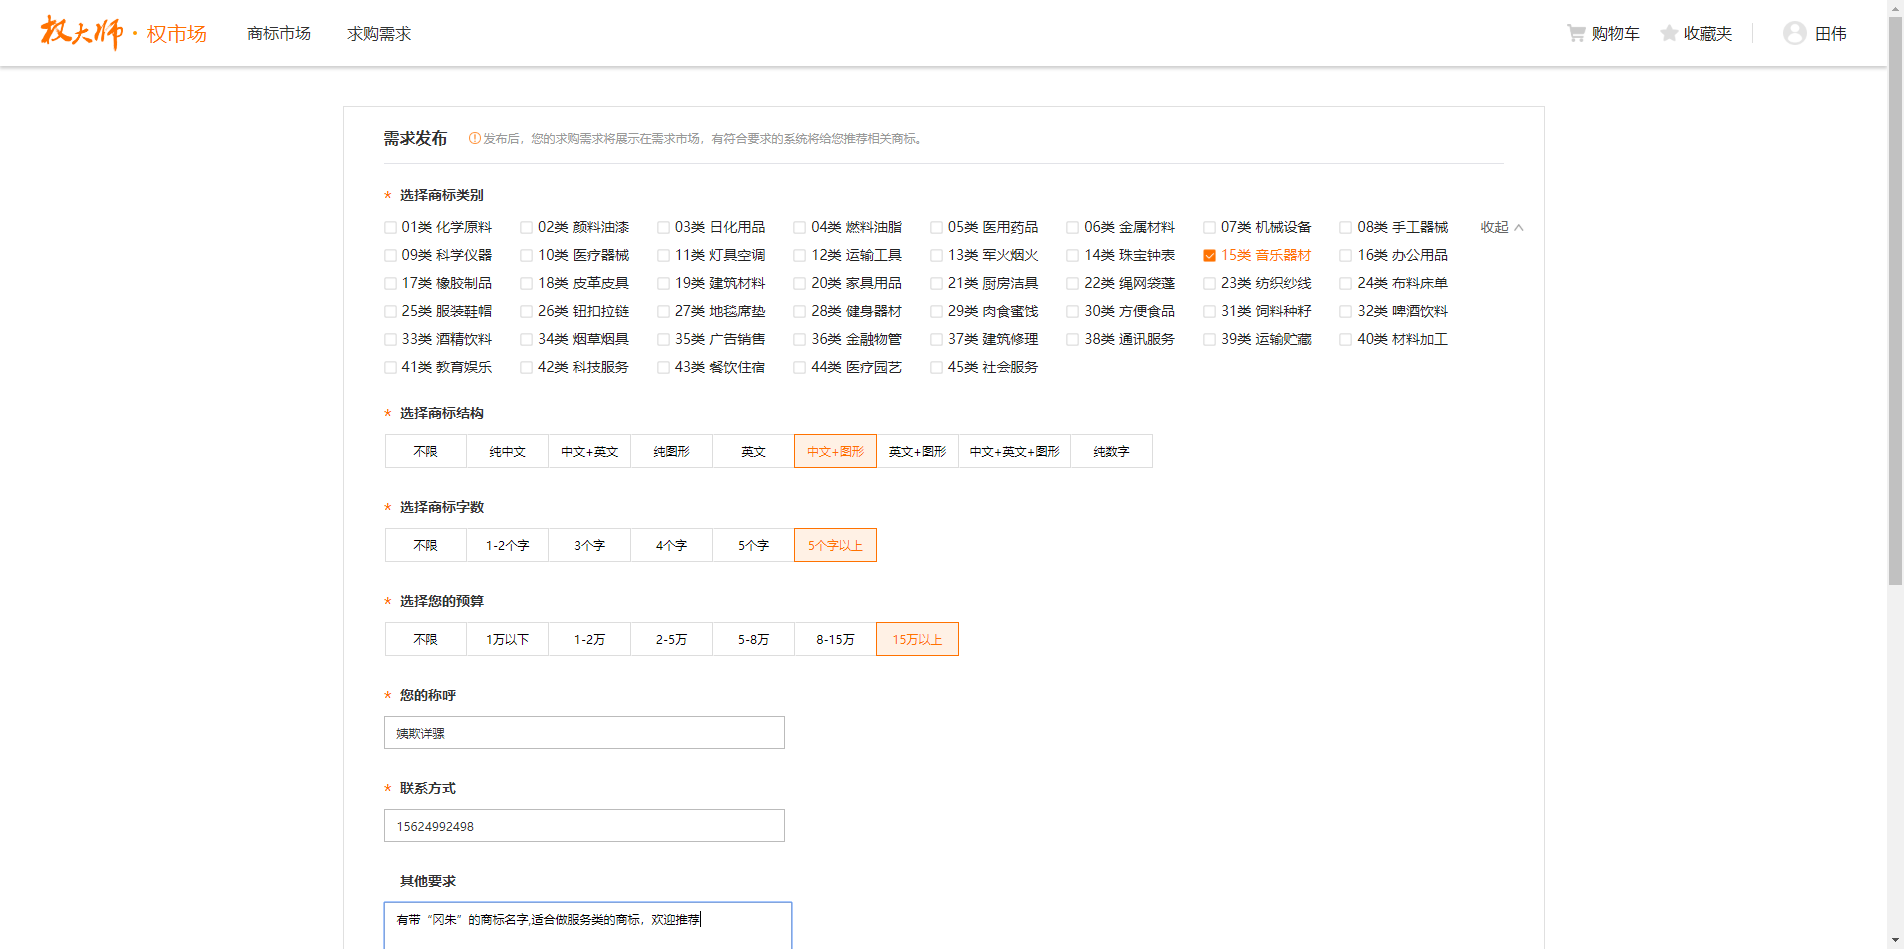 权大师·权市场 商标市场 求购需求 购物车 收藏夹 田伟
需求发布 发布后，您的求购需求将展示在需求市场，有符合要求的系统将给您推荐相关商标。
* 选择商标类别
01类 化学原料 02类 颜料油漆 03类 日化用品 04类 燃料油脂 05类 医用药品 06类 金属材料 07类 机械设备 08类 手工器械 收起
09类 科学仪器 10类 医疗器械 11类 灯具空调 12类 运输工具 13类 军火烟火 14类 珠宝钟表 15类 音乐器材 16类 办公用品
17类 橡胶制品 18类 皮革皮具 19类 建筑材料 20类 家具用品 21类 厨房洁具 22类 绳网袋蓬 23类 纺织纱线 24类 布料床单
25类 服装鞋帽 26类 钮扣拉链 27类 地毯席垫 28类 健身器材 29类 肉食蜜饯 30类 方便食品 31类 饲料种籽 32类 啤酒饮料
33类 酒精饮料 34类 烟草烟具 35类 广告销售 36类 金融物管 37类 建筑修理 38类 通讯服务 39类 运输贮藏 40类 材料加工
41类 教育娱乐 42类 科技服务 43类 餐饮住宿 44类 医疗园艺 45类 社会服务
* 选择商标结构
不限 纯中文 中文+英文 纯图形 英文 中文+图形 英文+图形 中文+英文+图形 纯数字
* 选择商标字数
不限 1-2个字 3个字 4个字 5个字 5个字以上
* 选择您的预算
不限 1万以下 1-2万 2-5万 5-8万 8-15万 15万以上
* 您的称呼
姨欺详骡
* 联系方式
15624992498
其他要求
有带“冈朱”的商标名字,适合做服务类的商标，欢迎推荐